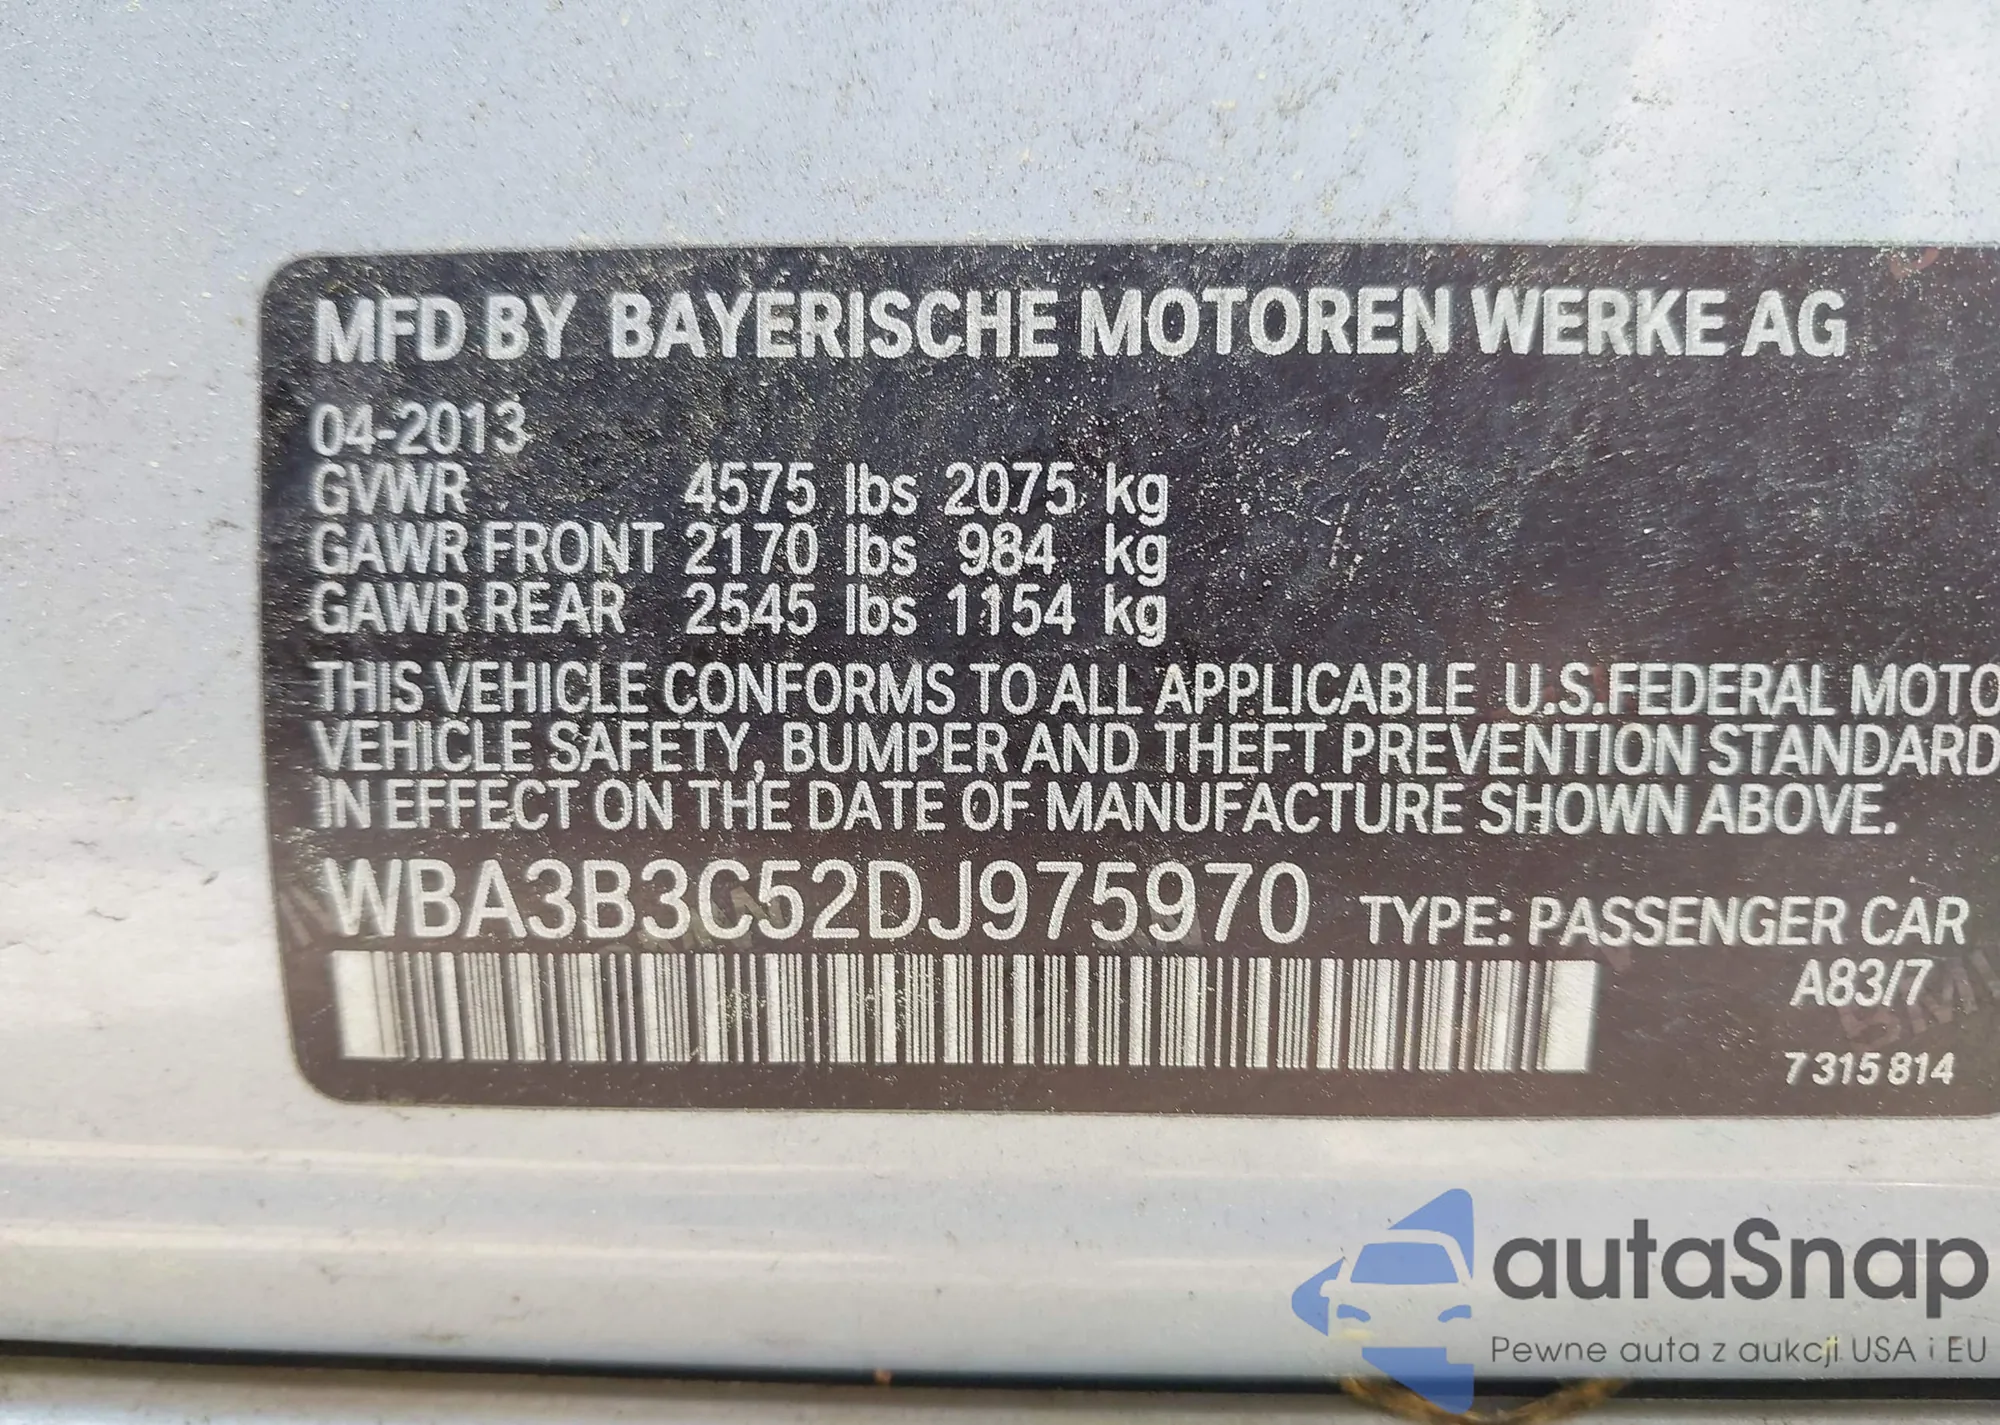 MFD BY BAYERISCHE MOTOREN WERKE AG
04-2013
GVWR 4575 lbs 2075 kg
GAWR FRONT 2170 lbs 984 kg
GAWR REAR 2545 lbs 1154 kg
THIS VEHICLE CONFORMS TO ALL APPLICABLE U.S.FEDERAL MOTO
VEHICLE SAFETY, BUMPER AND THEFT PREVENTION STANDARD
IN EFFECT ON THE DATE OF MANUFACTURE SHOWN ABOVE.
WBA3B3C52DJ975970 TYPE: PASSENGER CAR
A83/7
7 315 814
autaSnap
Pewne auta z aukcji USA i EU